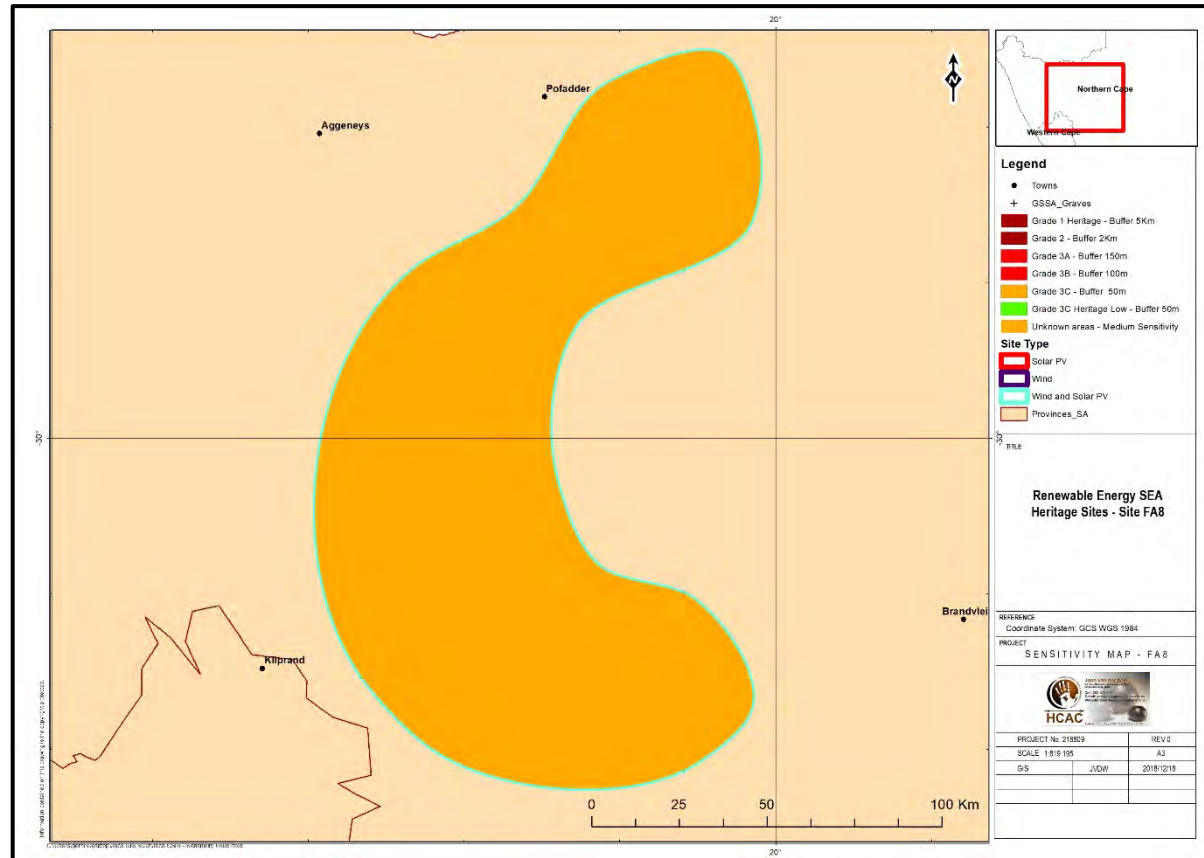 20°
Pofadder
Aggeneys
-30°
-30°
Brandvlei
Kliprand
0 25 50 100 Km
20°
N
Northern Cape
Western Cape
Legend
Towns
GSSA_Graves
Grade 1 Heritage - Buffer 5Km
Grade 2 - Buffer 2Km
Grade 3A - Buffer 150m
Grade 3B - Buffer 100m
Grade 3C - Buffer 50m
Grade 3C Heritage Low - Buffer 50m
Unknown areas - Medium Sensitivity
Site Type
Solar PV
Wind
Wind and Solar PV
Provinces_SA
TITLE
Renewable Energy SEA
Heritage Sites - Site FA8
REFERENCE
Coordinate System: GCS WGS 1984
PROJECT
SENSITIVITY MAP - FA8
HCAC
PROJECT No. 218809 REV 0
SCALE 1:819 195 A3
GIS JVDW 2018/12/18